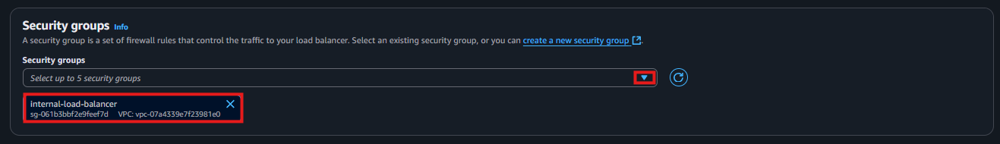 Security groups Info
A security group is a set of firewall rules that control the traffic to your load balancer. Select an existing security group, or you can create a new security group.
Security groups
Select up to 5 security groups
internal-load-balancer
sg-061b3bbf2e9feef7d VPC: vpc-07a4339e7f23981e0